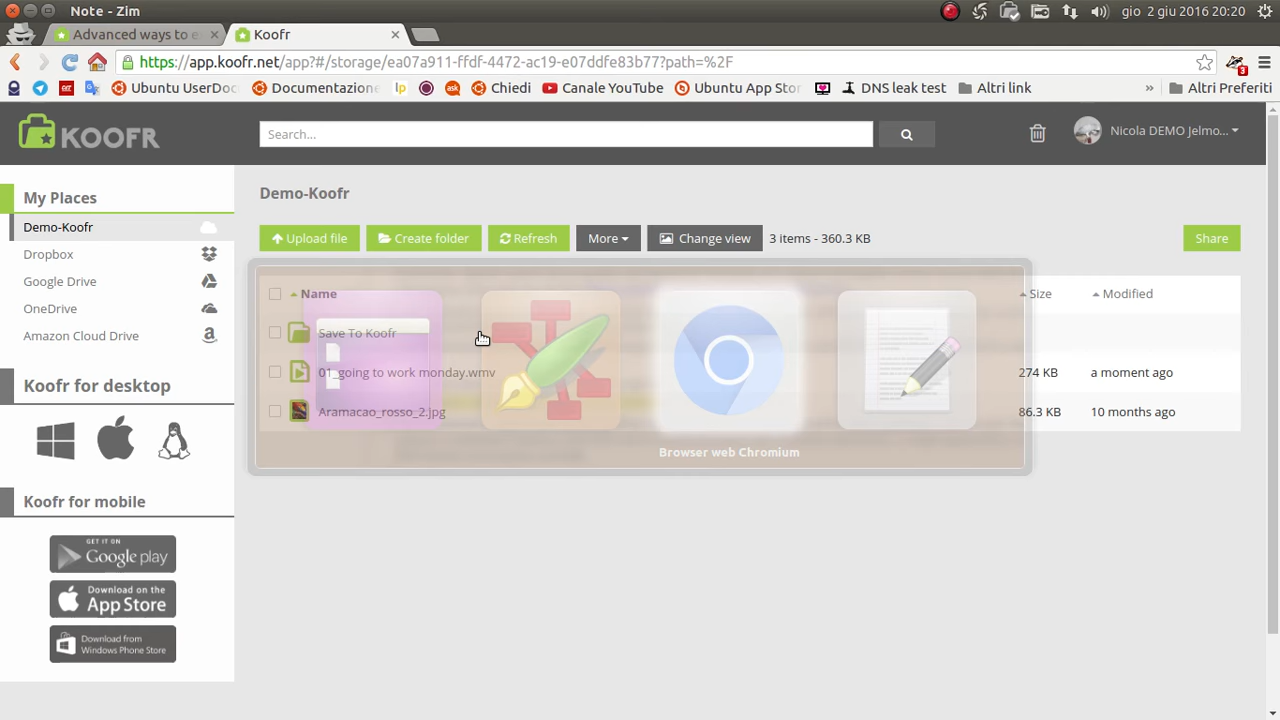 Note - Zim
gio 2 giu 2016 20:20
Advanced ways to e
Koofr
https://app.koofr.net/app?#/storage/ea07a911-ffdf-4472-ac19-e07ddfe83b77?path=%2F
3
Ubuntu UserDoc
Documentazione
lp
ask
Chiedi
Canale YouTube
Ubuntu App Stor
DNS leak test
Altri link
»
Altri Preferiti
KOOFR
Search...
Nicola DEMO Jelmo...
My Places
Demo-Koofr
Dropbox
Google Drive
OneDrive
Amazon Cloud Drive
Koofr for desktop
Koofr for mobile
GET IT ON
Google play
Download on the
App Store
Download from
Windows Phone Store
Demo-Koofr
Upload file
Create folder
Refresh
More
Change view
3 items - 360.3 KB
Share
Name
Size
Modified
Save To Koofr
01_going to work monday.wmv
274 KB
a moment ago
Aramacao_rosso_2.jpg
86.3 KB
10 months ago
Browser web Chromium